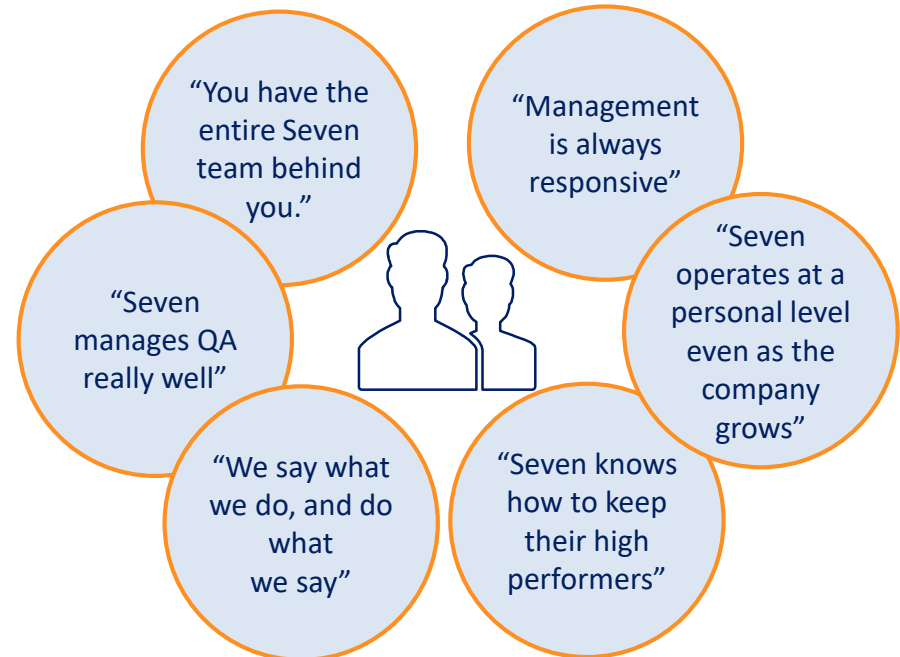 “You have the
entire Seven
team behind
you.”
“Management
is always
responsive”
“Seven
manages QA
really well”
“Seven
operates at a
personal level
even as the
company
grows”
“We say what
we do, and do
what
we say”
“Seven knows
how to keep
their high
performers”